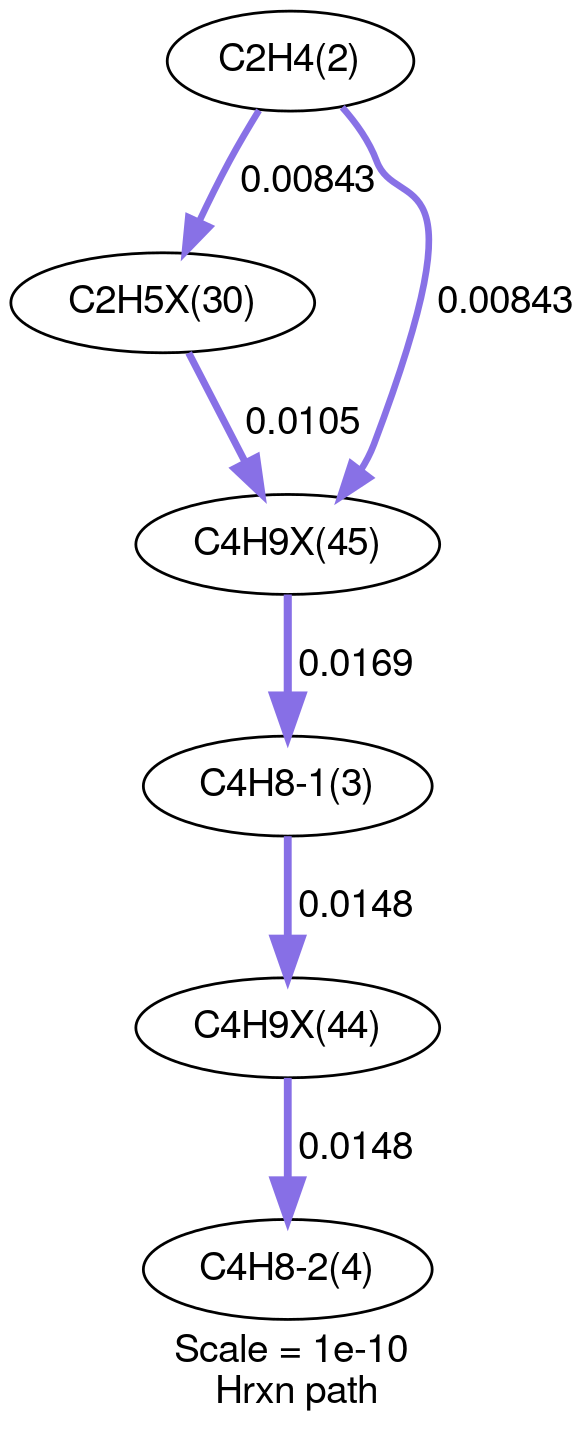 C2H4(2)
0.00843
C2H5X(30)
0.00843
0.0105
C4H9X(45)
0.0169
C4H8-1(3)
0.0148
C4H9X(44)
0.0148
C4H8-2(4)
Scale = 1e-10
Hrxn path